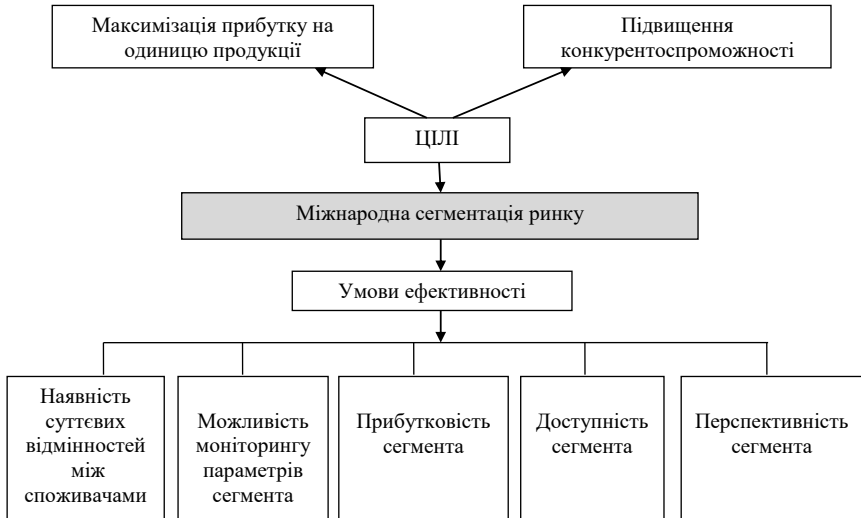 Максимізація прибутку на
одиницю продукції
Підвищення
конкурентоспроможності
ЦІЛІ
Міжнародна сегментація ринку
Умови ефективності
Наявність
суттєвих
відмінностей
між
споживачами
Можливість
моніторингу
параметрів
сегмента
Прибутковість
сегмента
Доступність
сегмента
Перспективність
сегмента